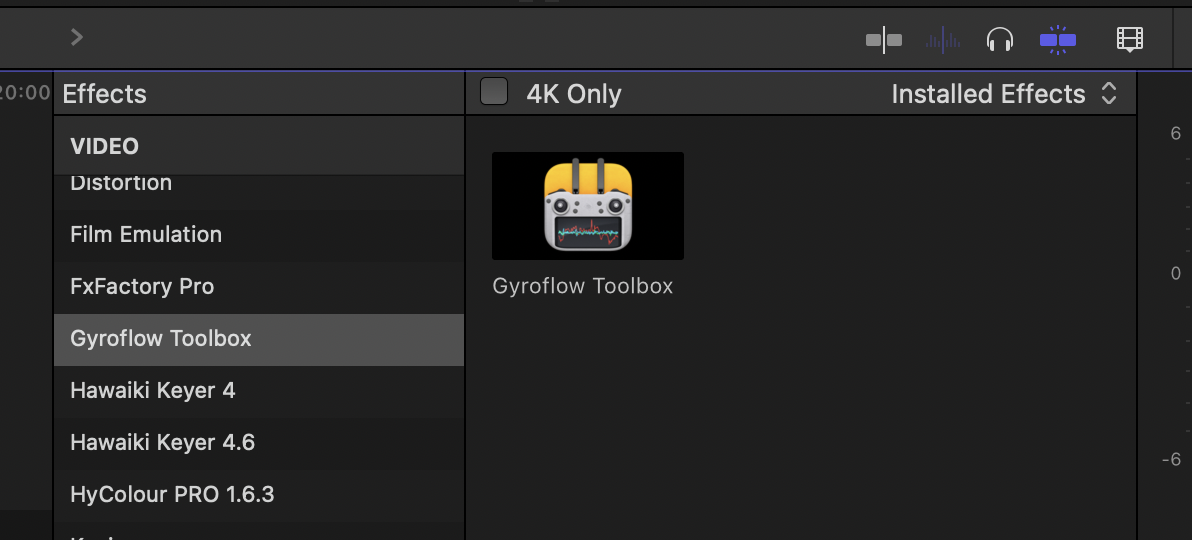 20:00
Effects
4K Only
Installed Effects
VIDEO
Distortion
Film Emulation
FxFactory Pro
Gyroflow Toolbox
Hawaiki Keyer 4
Hawaiki Keyer 4.6
HyColour PRO 1.6.3
Gyroflow Toolbox
6
0
-6